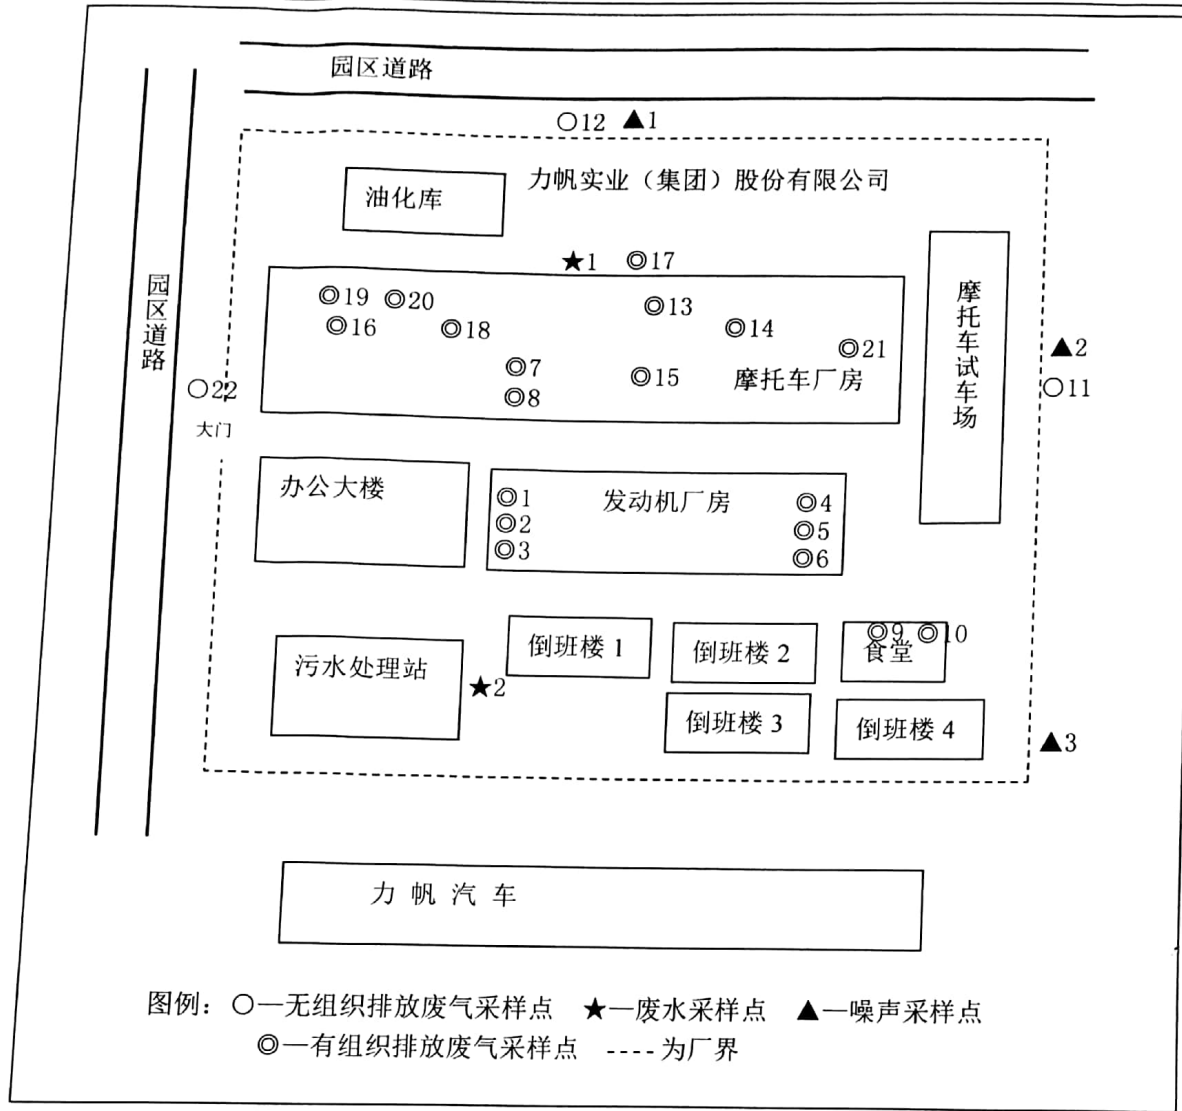 园区道路
○12 ▲1
力帆实业（集团）股份有限公司
油化库
园区道路
★1 ◎17
◎19 ◎20 ◎13
◎16 ◎18 ◎14
◎21
◎7 ◎15 摩托车厂房
◎8
摩托车试车场
▲2
○11
○22
大门
办公大楼
◎1 发动机厂房 ◎4
◎2 ◎5
◎3 ◎6
污水处理站
★2
倒班楼 1
倒班楼 2
◎9 ◎10
食堂
倒班楼 3
倒班楼 4
▲3
力帆汽车
图例：○—无组织排放废气采样点 ★—废水采样点 ▲—噪声采样点
◎—有组织排放废气采样点 ----为厂界